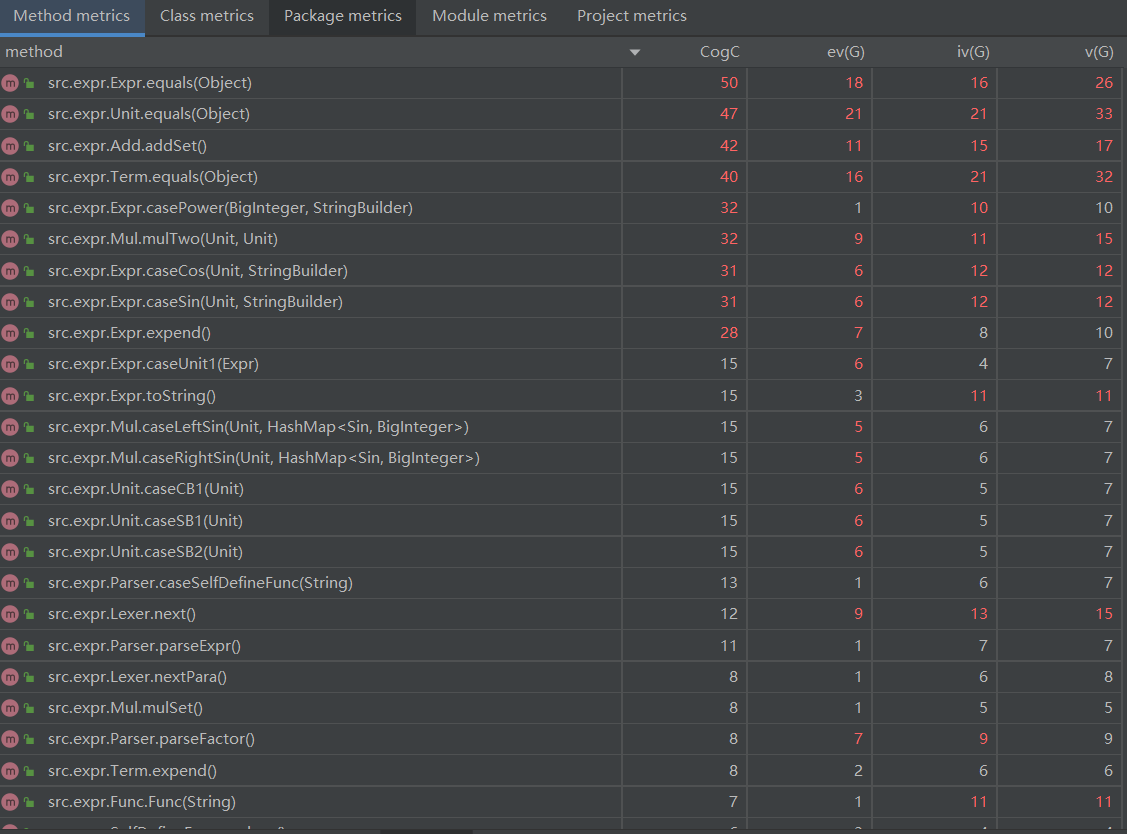 Method metrics Class metrics Package metrics Module metrics Project metrics
method CogC ev(G) iv(G) v(G)
m src.expr.Expr.equals(Object) 50 18 16 26
m src.expr.Unit.equals(Object) 47 21 21 33
m src.expr.Add.addSet() 42 11 15 17
m src.expr.Term.equals(Object) 40 16 21 32
m src.expr.Expr.casePower(BigInteger, StringBuilder) 32 1 10 10
m src.expr.Mul.mulTwo(Unit, Unit) 32 9 11 15
m src.expr.Expr.caseCos(Unit, StringBuilder) 31 6 12 12
m src.expr.Expr.caseSin(Unit, StringBuilder) 31 6 12 12
m src.expr.Expr.expend() 28 7 8 10
m src.expr.Expr.caseUnit1(Expr) 15 6 4 7
m src.expr.Expr.toString() 15 3 11 11
m src.expr.Mul.caseLeftSin(Unit, HashMap<Sin, BigInteger>) 15 5 6 7
m src.expr.Mul.caseRightSin(Unit, HashMap<Sin, BigInteger>) 15 5 6 7
m src.expr.Unit.caseCB1(Unit) 15 6 5 7
m src.expr.Unit.caseSB1(Unit) 15 6 5 7
m src.expr.Unit.caseSB2(Unit) 15 6 5 7
m src.expr.Parser.caseSelfDefineFunc(String) 13 1 6 7
m src.expr.Lexer.next() 12 9 13 15
m src.expr.Parser.parseExpr() 11 1 7 7
m src.expr.Lexer.nextPara() 8 1 6 8
m src.expr.Mul.mulSet() 8 1 5 5
m src.expr.Parser.parseFactor() 8 7 9 9
m src.expr.Term.expend() 8 2 6 6
m src.expr.Func.Func(String) 7 1 11 11